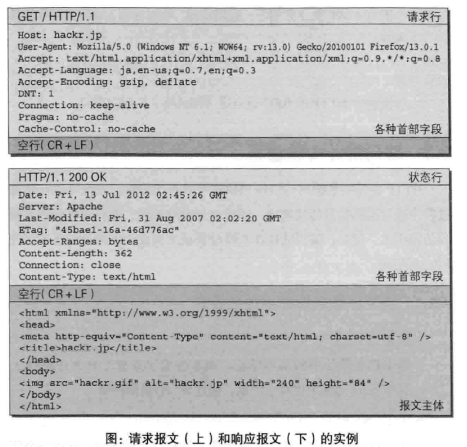 GET / HTTP/1.1 请求行
Host: hackr.jp
User-Agent: Mozilla/5.0 (Windows NT 6.1; WOW64; rv:13.0) Gecko/20100101 Firefox/13.0.1
Accept: text/html.application/xhtml+xml.application/xml;q=0.9.*/*;q=0.8
Accept-Language: ja,en-us;q=0.7,en;q=0.3
Accept-Encoding: gzip, deflate
DNT: 1
Connection: keep-alive
Pragma: no-cache
Cache-Control: no-cache 各种首部字段
空行( CR + LF )
HTTP/1.1 200 OK 状态行
Date: Fri, 13 Jul 2012 02:45:26 GMT
Server: Apache
Last-Modified: Fri, 31 Aug 2007 02:02:20 GMT
ETag: "45bae1-16a-46d776ac"
Accept-Ranges: bytes
Content-Length: 362
Connection: close
Content-Type: text/html 各种首部字段
空行( CR + LF )
<html xmlns="http://www.w3.org/1999/xhtml">
<head>
<meta http-equiv="Content-Type" content="text/html; charset=utf-8" />
<title>hackr.jp</title>
</head>
<body>
<img src="hackr.gif" alt="hackr.jp" width="240" height="84" />
</body>
</html> 报文主体
图: 请求报文 ( 上 ) 和响应报文 ( 下 ) 的实例